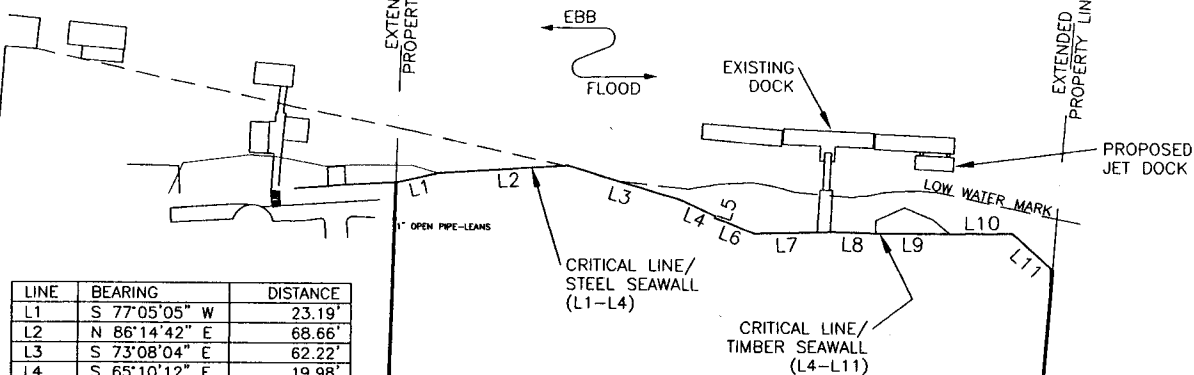 EXTENDED
PROPERTY LINE
EBB
FLOOD
EXTENDED
PROPERT
EXISTING
DOCK
PROPOSED
JET DOCK
LOW WATER MARK
L1
L2
L3
L4
L5
L6
L7
L8
L9
L10
L11
1" OPEN PIPE-LEANS
CRITICAL LINE/
STEEL SEAWALL
(L1-L4)
CRITICAL LINE/
TIMBER SEAWALL
(L4-L11)
LINE BEARING DISTANCE
L1 S 77°05'05" W 23.19'
L2 N 86°14'42" E 68.66'
L3 S 73°08'04" E 62.22'
L4 S 65°10'12" E 19.98'